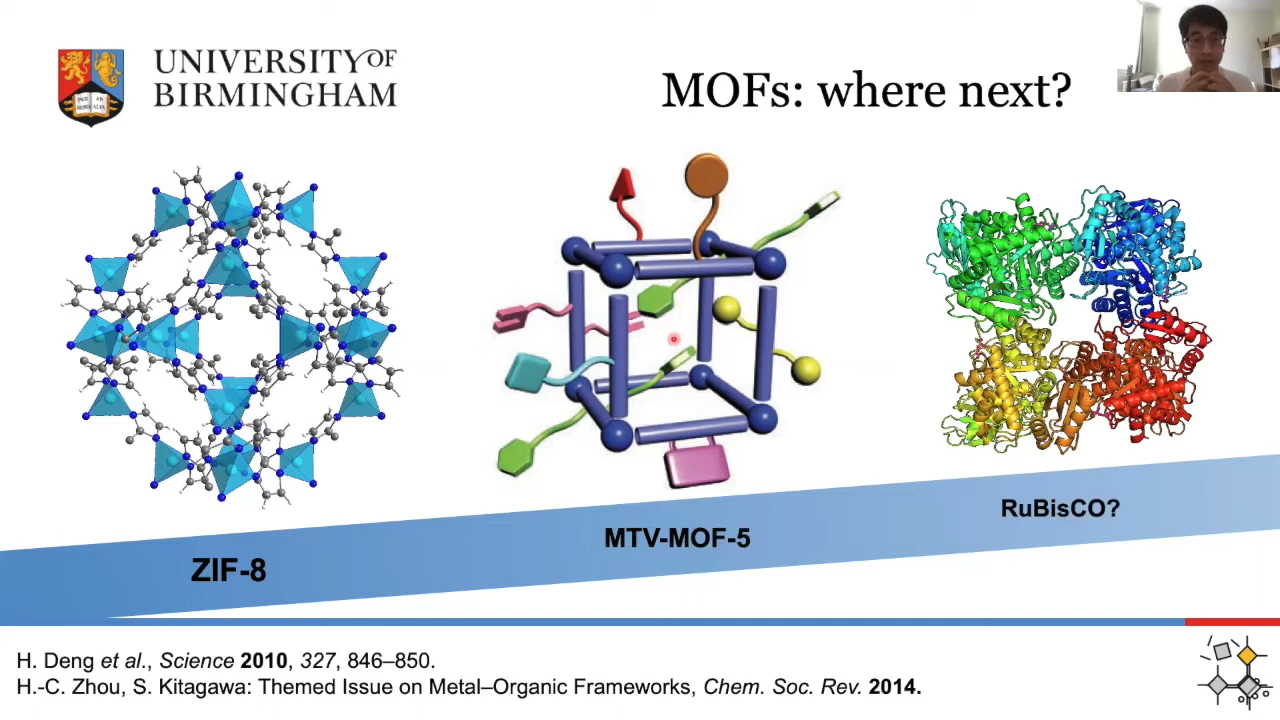 UNIVERSITY OF
BIRMINGHAM
MOFs: where next?
RuBisCO?
MTV-MOF-5
ZIF-8
H. Deng et al., Science 2010, 327, 846–850.
H.-C. Zhou, S. Kitagawa: Themed Issue on Metal–Organic Frameworks, Chem. Soc. Rev. 2014.